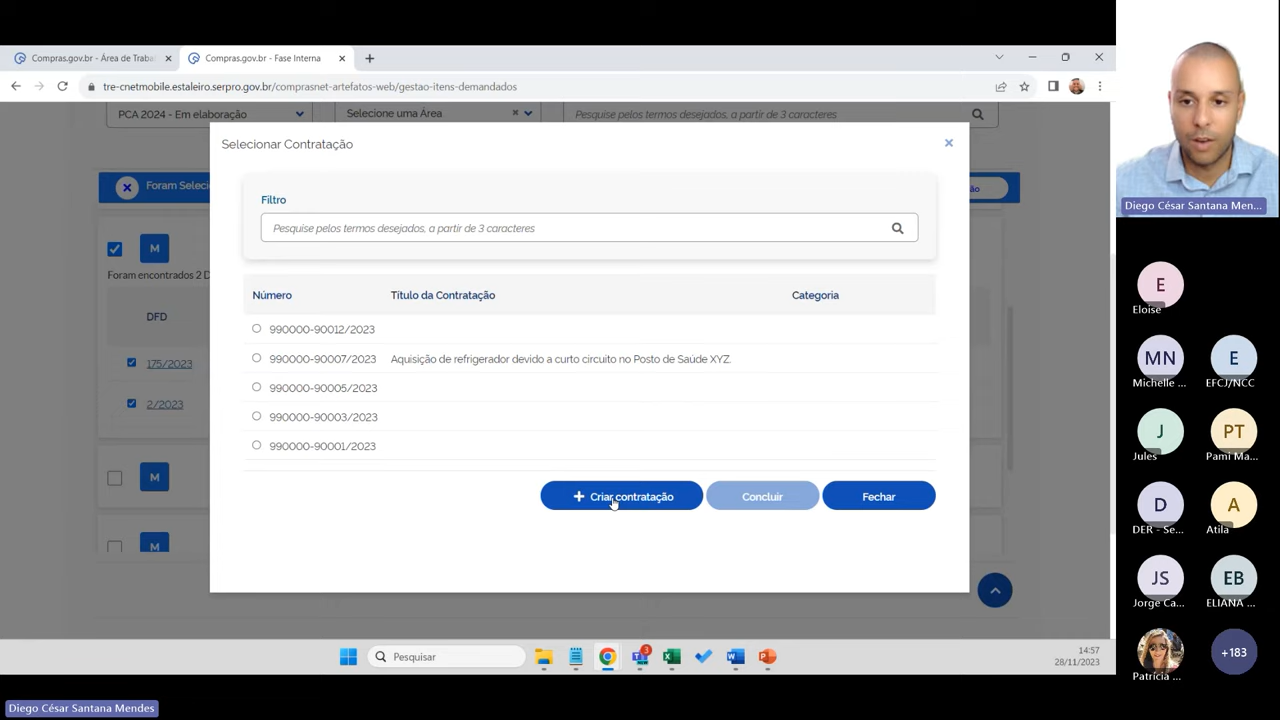 Compras.gov.br - Área de Traba
Compras.gov.br - Fase Interna
tre-cnetmobile.estaleiro.serpro.gov.br/comprasnet-artefatos-web/gestao-itens-demandados
PCA 2024 - Em elaboração
Selecione uma Área
Pesquise pelos termos desejados, a partir de 3 caracteres
Foram Seleci
ão
M
Foram encontrados 2 D
DFD
175/2023
2/2023
M
M
Selecionar Contratação
Filtro
Pesquise pelos termos desejados, a partir de 3 caracteres
Número Título da Contratação Categoria
990000-90012/2023
990000-90007/2023 Aquisição de refrigerador devido a curto circuito no Posto de Saúde XYZ.
990000-90005/2023
990000-90003/2023
990000-90001/2023
+ Criar contratação
Concluir
Fechar
Pesquisar
3
14:57
28/11/2023
Diego César Santana Men...
E
Eloise
MN
Michelle ...
E
EFCJ/NCC
J
Jules
PT
Pami Ma...
D
DER - Se...
A
Atila
JS
Jorge Ca...
EB
ELIANA ...
Patrícia ...
+183
Diego César Santana Mendes